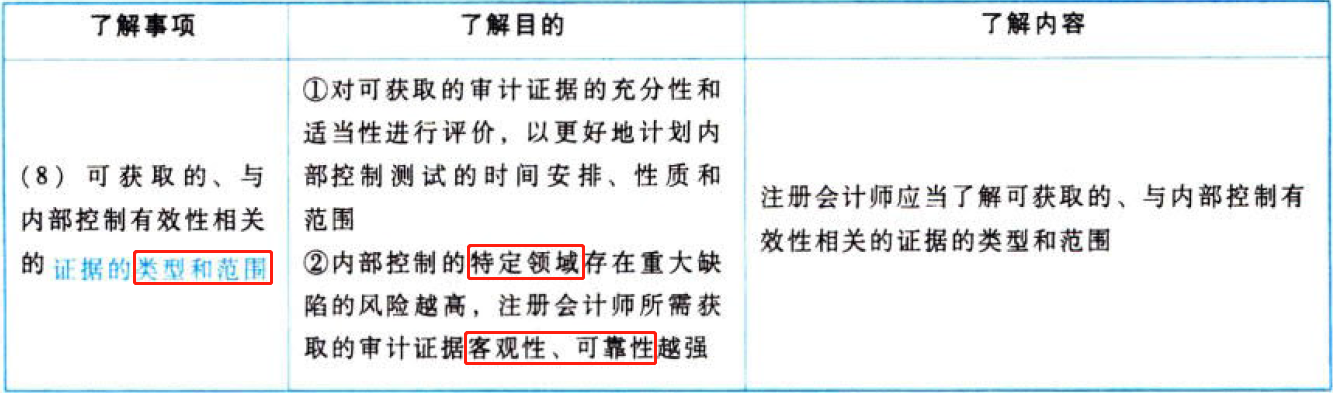 了解事项
了解目的
了解内容
(8) 可获取的、与
内部控制有效性相关
的证据的类型和范围
①对可获取的审计证据的充分性和
适当性进行评价，以更好地计划内
部控制测试的时间安排、性质和
范围
②内部控制的特定领域存在重大缺
陷的风险越高，注册会计师所需获
取的审计证据客观性、可靠性越强
注册会计师应当了解可获取的、与内部控制有
效性相关的证据的类型和范围